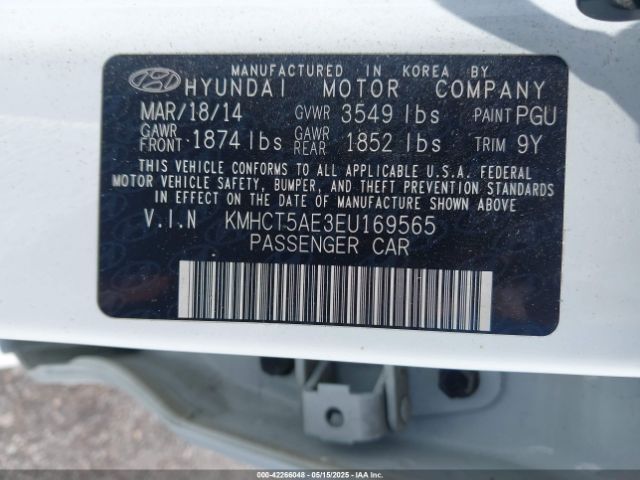 MANUFACTURED IN KOREA BY
HYUNDAI MOTOR COMPANY
MAR/18/14 GVWR 3549 lbs PAINT PGU
GAWR FRONT 1874 lbs GAWR REAR 1852 lbs TRIM 9Y
THIS VEHICLE CONFORMS TO ALL APPLICABLE U.S.A. FEDERAL
MOTOR VEHICLE SAFETY, BUMPER, AND THEFT PREVENTION STANDARDS
IN EFFECT ON THE DATE OF MANUFACTURE SHOWN ABOVE
V.I.N KMHCT5AE3EU169565
PASSENGER CAR
000-42266048 - 05/15/2025 - COPYRIGHT IAA, LLC